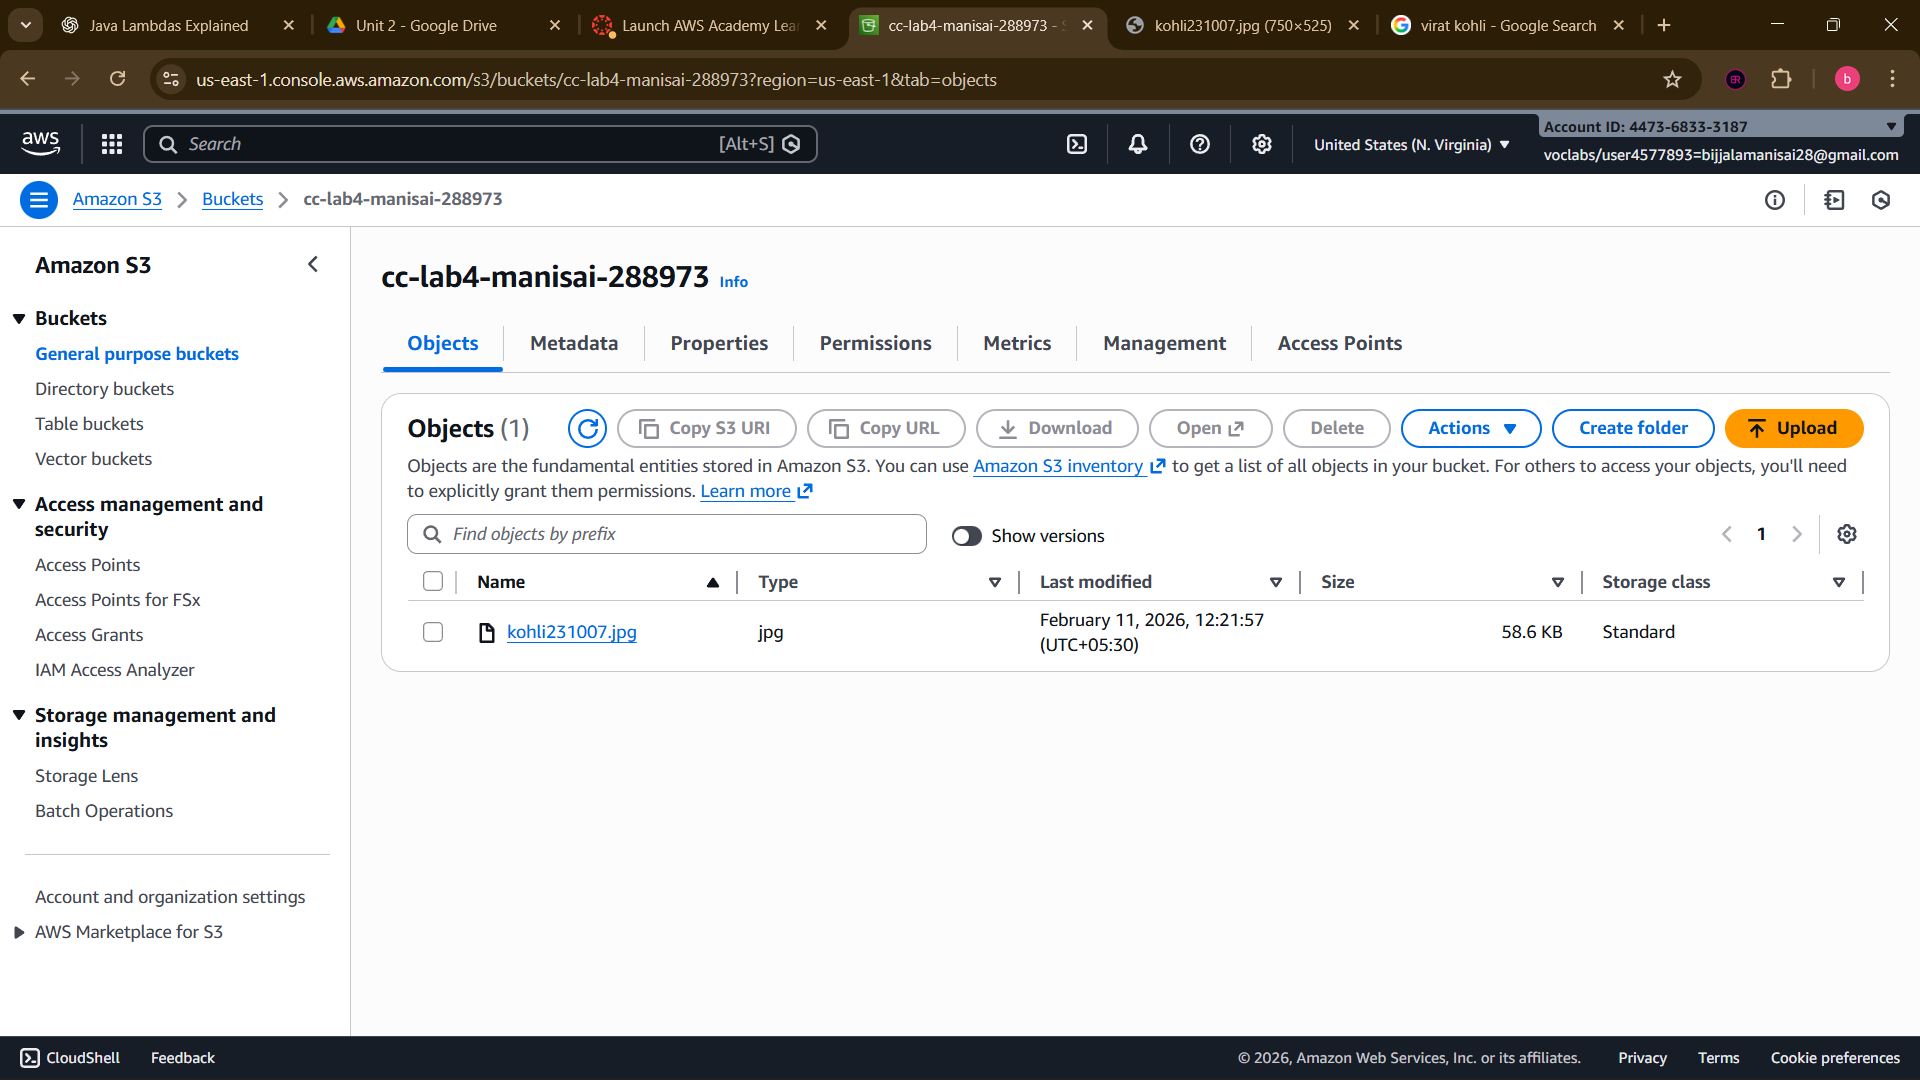 Java Lambdas Explained
Unit 2 - Google Drive
Launch AWS Academy Lea
cc-lab4-manisai-288973 - S
kohli231007.jpg (750×525)
virat kohli - Google Search
us-east-1.console.aws.amazon.com/s3/buckets/cc-lab4-manisai-288973?region=us-east-1&tab=objects
b
aws
Search
[Alt+S]
United States (N. Virginia)
Account ID: 4473-6833-3187
voclabs/user4577893=bijjalamanisai28@gmail.com
Amazon S3
Buckets
cc-lab4-manisai-288973
Amazon S3
Buckets
General purpose buckets
Directory buckets
Table buckets
Vector buckets
Access management and
security
Access Points
Access Points for FSx
Access Grants
IAM Access Analyzer
Storage management and
insights
Storage Lens
Batch Operations
Account and organization settings
AWS Marketplace for S3
cc-lab4-manisai-288973 Info
Objects
Metadata
Properties
Permissions
Metrics
Management
Access Points
Objects (1)
Copy S3 URI
Copy URL
Download
Open
Delete
Actions
Create folder
Upload
Objects are the fundamental entities stored in Amazon S3. You can use Amazon S3 inventory to get a list of all objects in your bucket. For others to access your objects, you'll need
to explicitly grant them permissions. Learn more
Find objects by prefix
Show versions
1
Name
Type
Last modified
Size
Storage class
kohli231007.jpg
jpg
February 11, 2026, 12:21:57
(UTC+05:30)
58.6 KB
Standard
CloudShell
Feedback
© 2026, Amazon Web Services, Inc. or its affiliates.
Privacy
Terms
Cookie preferences